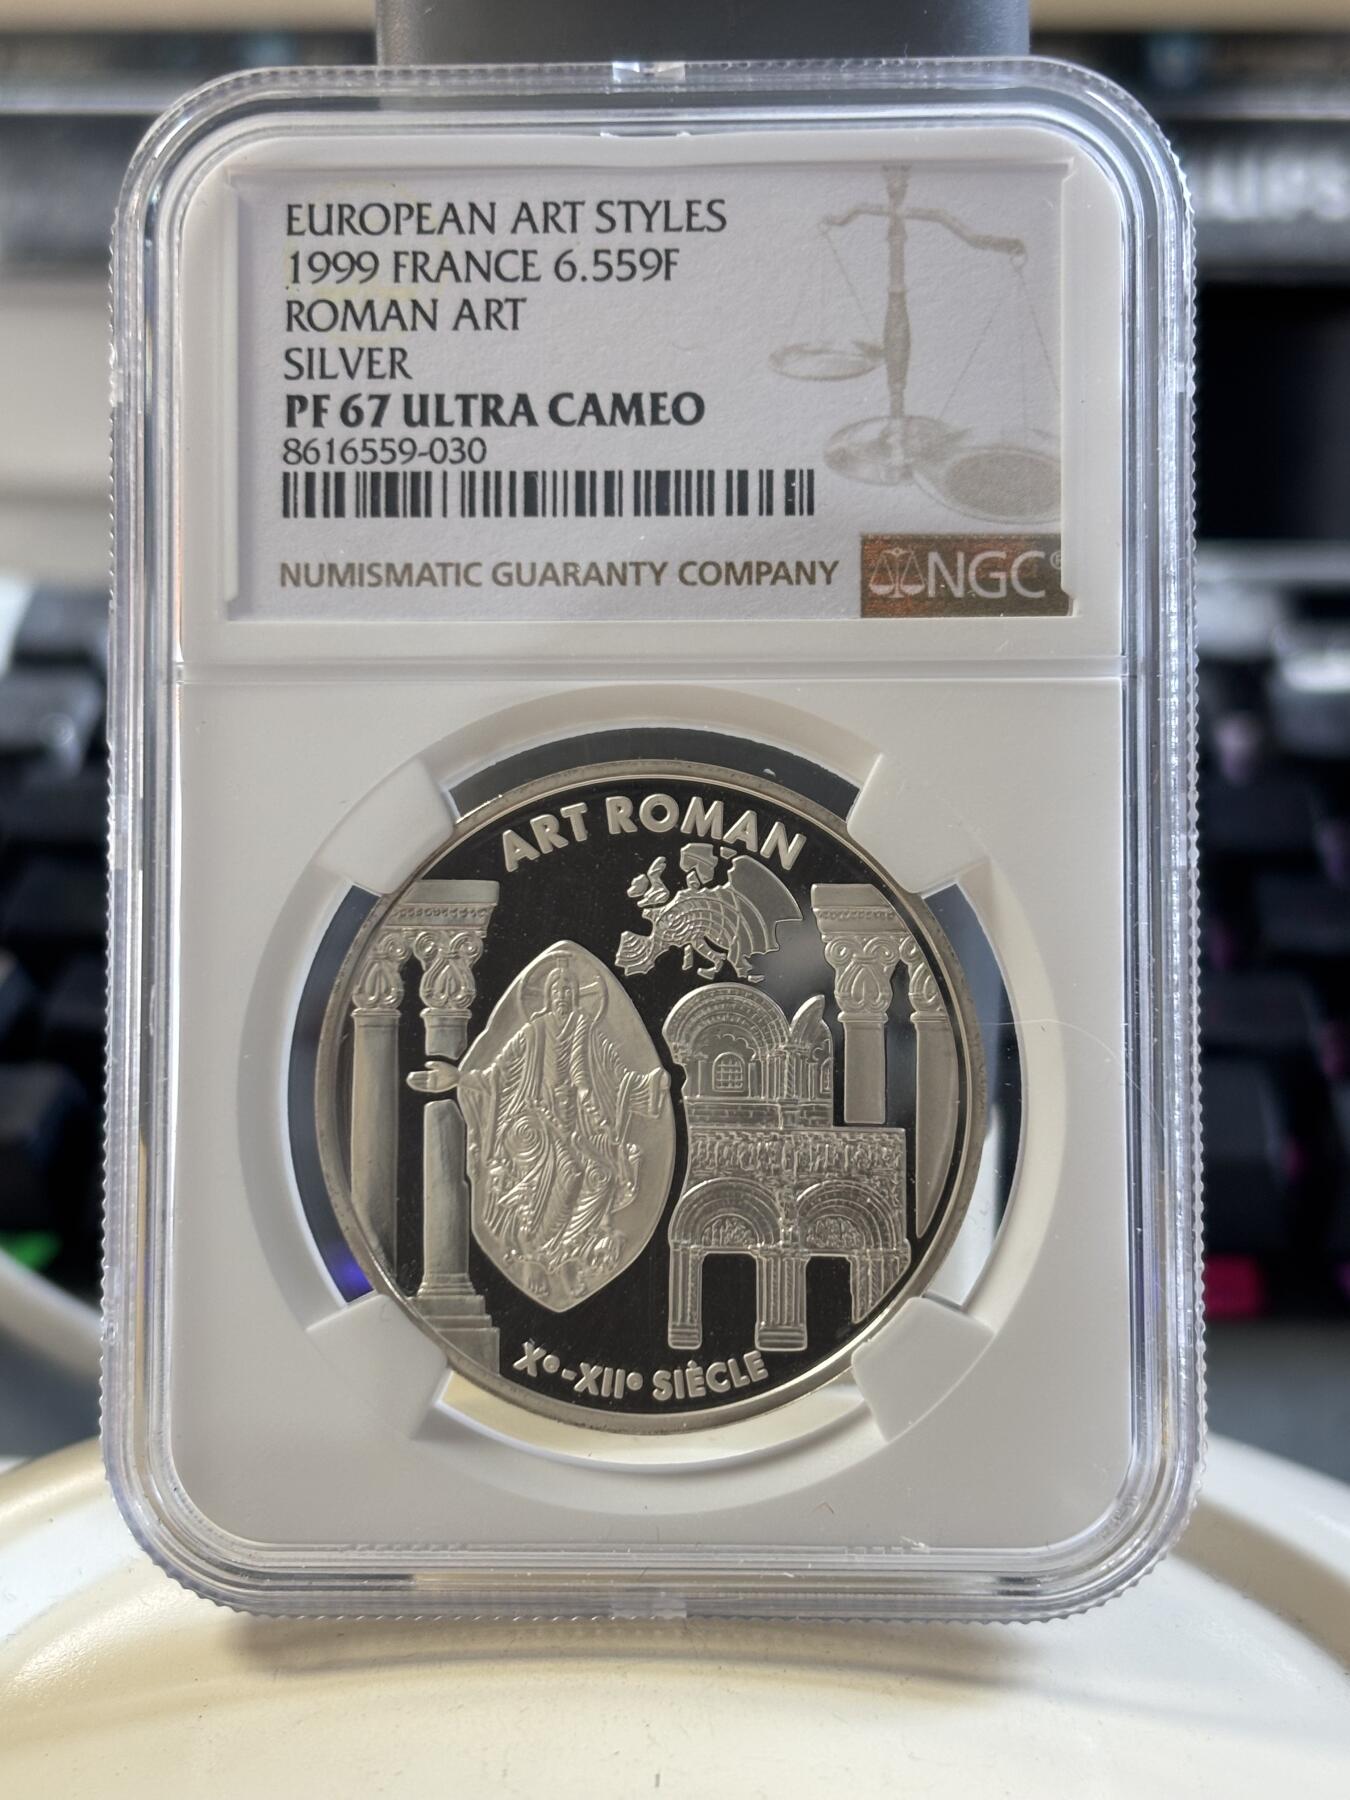 EUROPEAN ART STYLES
1999 FRANCE 6.559F
ROMAN ART
SILVER
PF 67 ULTRA CAMEO
8616559-030
NUMISMATIC GUARANTY COMPANY
NGC®
ART ROMAN
Xe-XIIe SIÈCLE